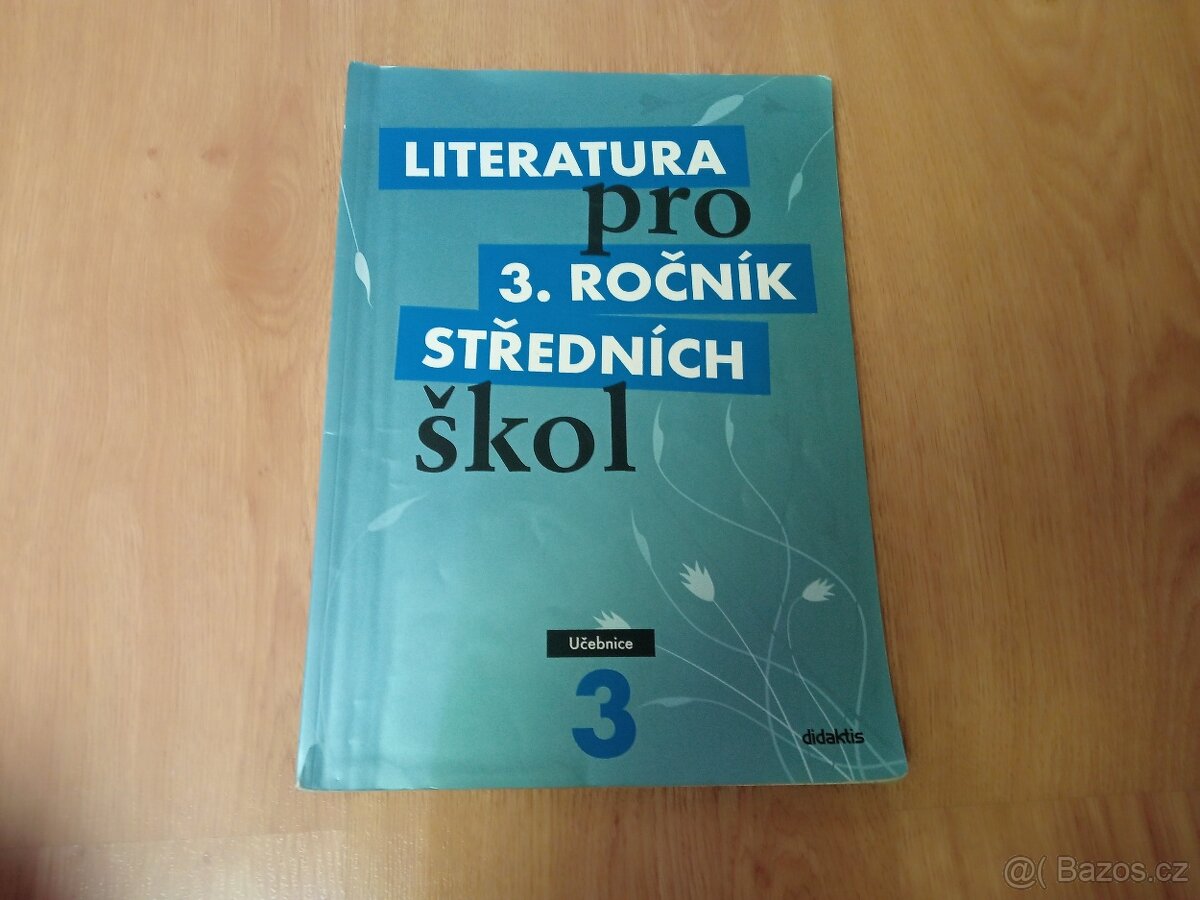 LITERATURA
pro
3. ROČNÍK
STŘEDNÍCH
škol
Učebnice
3
didaktis
@( Bazos.cz